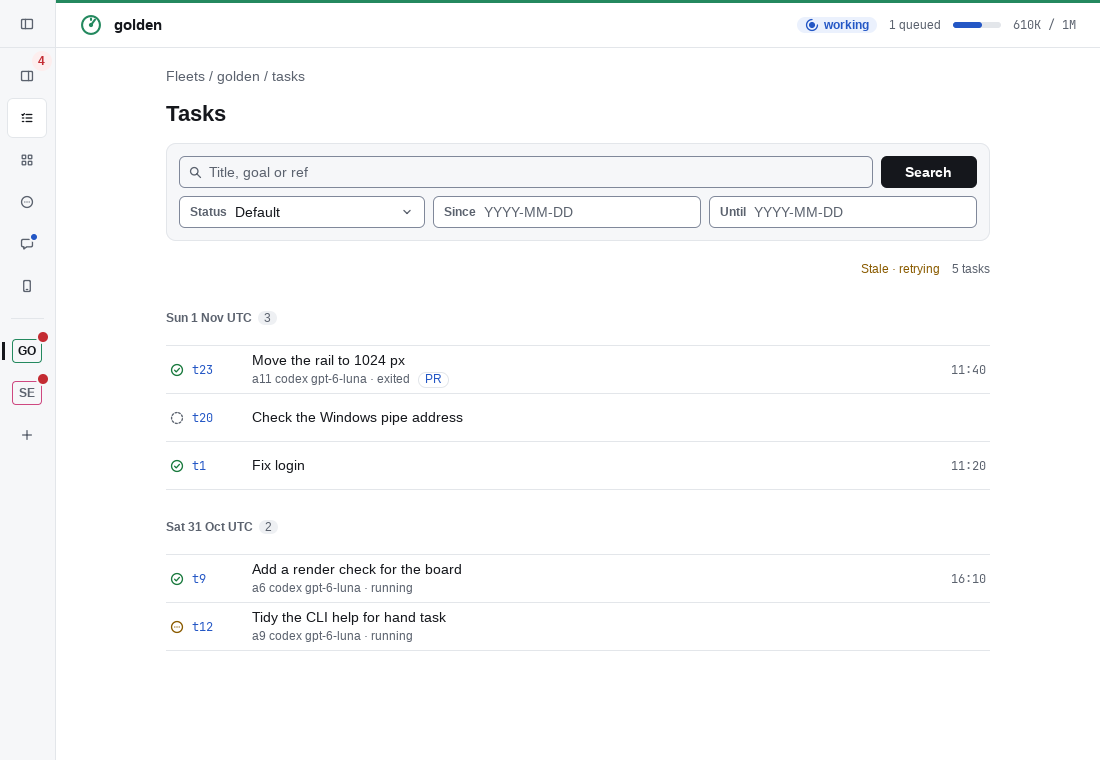 golden
working
1 queued
610K / 1M
4
Fleets / golden / tasks
Tasks
Title, goal or ref
Search
Status Default
Since YYYY-MM-DD
Until YYYY-MM-DD
Stale · retrying 5 tasks
Sun 1 Nov UTC 3
GO
t23 Move the rail to 1024 px 11:40
a11 codex gpt-6-luna · exited PR
SE
t20 Check the Windows pipe address
t1 Fix login 11:20
Sat 31 Oct UTC 2
t9 Add a render check for the board 16:10
a6 codex gpt-6-luna · running
t12 Tidy the CLI help for hand task
a9 codex gpt-6-luna · running